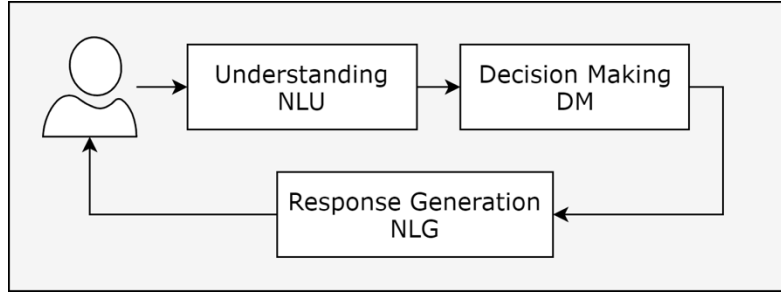 Understanding
NLU
Decision Making
DM
Response Generation
NLG